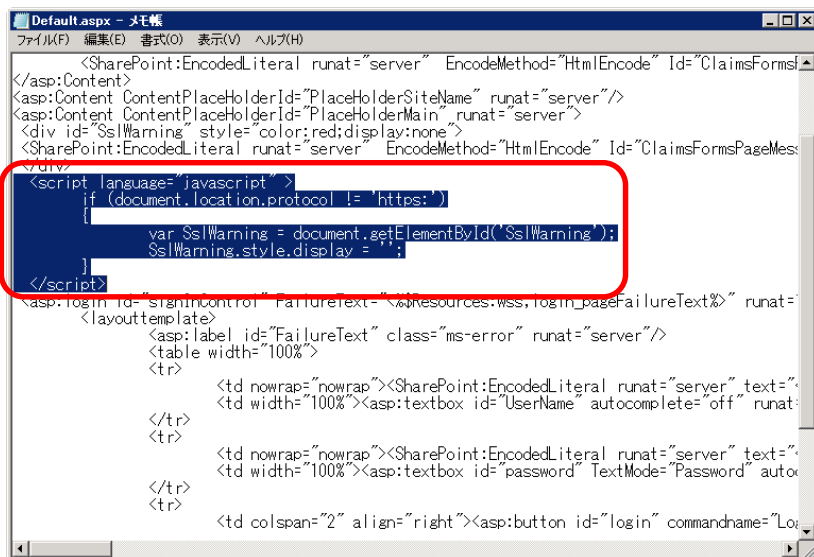 Default.aspx - メモ帳
ファイル(F) 編集(E) 書式(O) 表示(V) ヘルプ(H)
<SharePoint:EncodedLiteral runat="server" EncodeMethod="HtmlEncode" Id="ClaimsFormsF
</asp:Content>
<asp:Content ContentPlaceHolderId="PlaceHolderSiteName" runat="server"/>
<asp:Content ContentPlaceHolderId="PlaceHolderMain" runat="server">
<div id="SslWarning" style="color:red;display:none">
<SharePoint:EncodedLiteral runat="server" EncodeMethod="HtmlEncode" Id="ClaimsFormsPageMess
</div>
<script language="javascript" >
if (document.location.protocol != 'https:')
{
var SslWarning = document.getElementById('SslWarning');
SslWarning.style.display = '';
}
</script>
<asp:login id="signInControl" FailureText="<%$Resources:wss,login_pageFailureText%>" runat="
<layouttemplate>
<asp:label id="FailureText" class="ms-error" runat="server"/>
<table width="100%">
<tr>
<td nowrap="nowrap"><SharePoint:EncodedLiteral runat="server" text="<
<td width="100%"><asp:textbox id="UserName" autocomplete="off" runat=
</tr>
<tr>
<td nowrap="nowrap"><SharePoint:EncodedLiteral runat="server" text="<
<td width="100%"><asp:textbox id="password" TextMode="Password" autoc
</tr>
<tr>
<td colspan="2" align="right"><asp:button id="login" commandname="Log